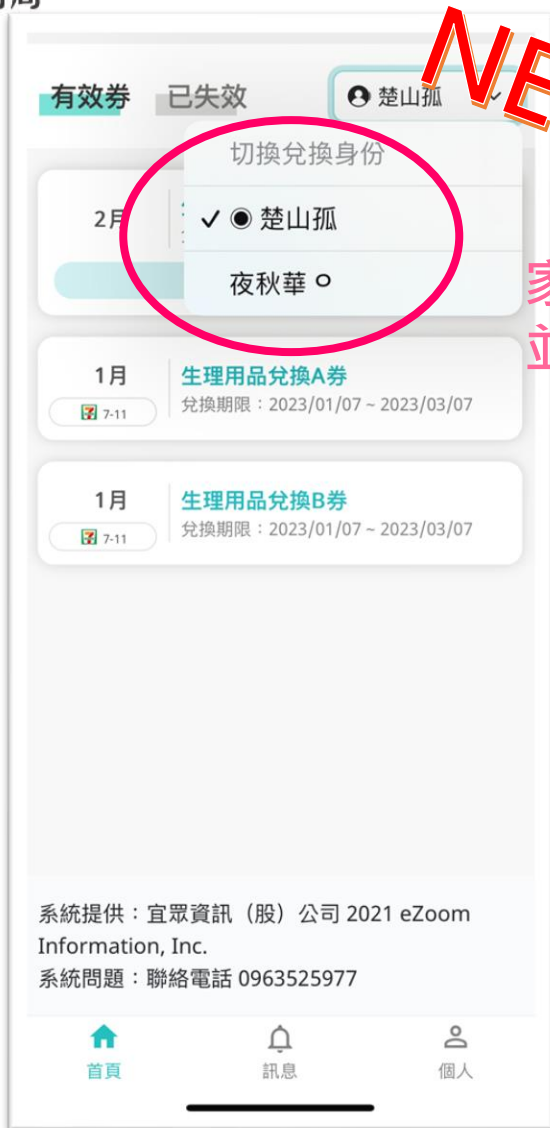 有效券 已失效 楚山孤
NE
切換兌換身份
楚山孤
夜秋華
2月
家
並
1月 生理用品兌換A券
7-11 兌換期限：2023/01/07 ~ 2023/03/07
1月 生理用品兌換B券
7-11 兌換期限：2023/01/07 ~ 2023/03/07
系統提供：宜眾資訊（股）公司 2021 eZoom
Information, Inc.
系統問題：聯絡電話 0963525977
首頁 訊息 個人